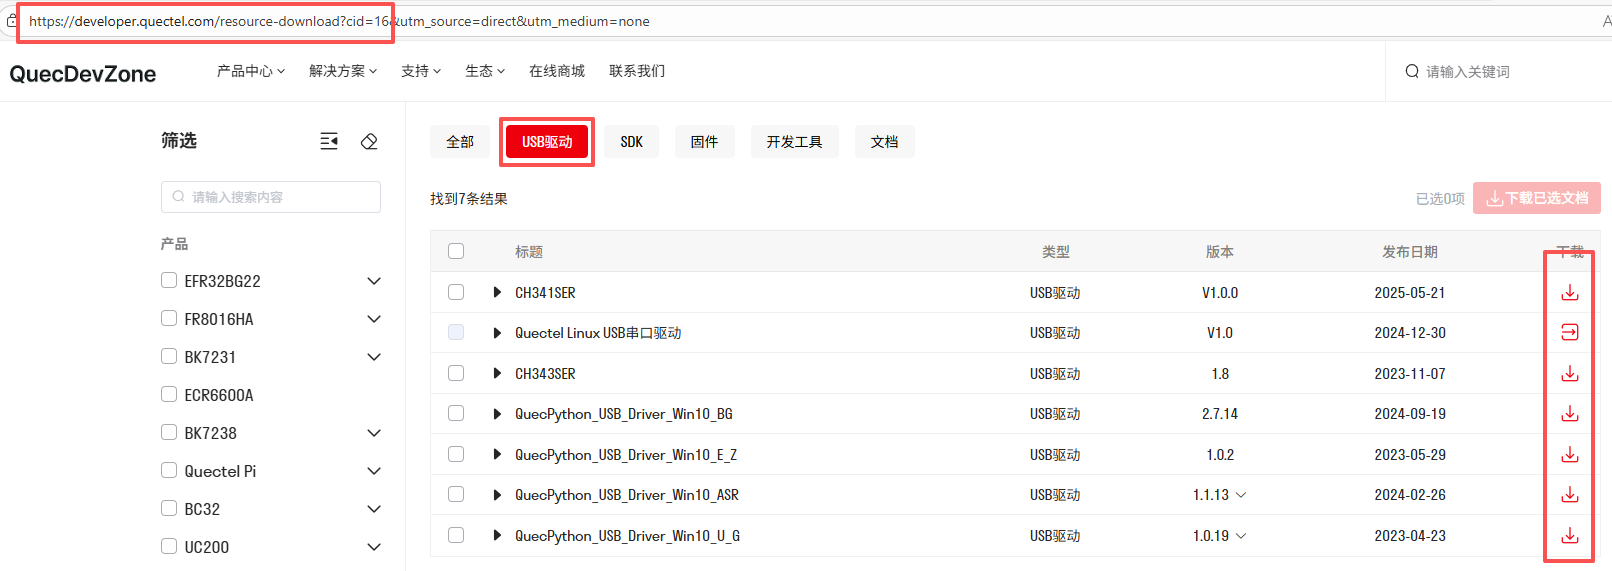 https://developer.quectel.com/resource-download?cid=16&utm_source=direct&utm_medium=none
QuecDevZone
产品中心 解决方案 支持 生态 在线商城 联系我们
请输入关键词
筛选
请输入搜索内容
产品
EFR32BG22
FR8016HA
BK7231
ECR6600A
BK7238
Quectel Pi
BC32
UC200
全部 USB驱动 SDK 固件 开发工具 文档
找到7条结果 已选0项 下载已选文档
标题 类型 版本 发布日期 下载
CH341SER USB驱动 V1.0.0 2025-05-21
Quectel Linux USB串口驱动 USB驱动 V1.0 2024-12-30
CH343SER USB驱动 1.8 2023-11-07
QuecPython_USB_Driver_Win10_BG USB驱动 2.7.14 2024-09-19
QuecPython_USB_Driver_Win10_E_Z USB驱动 1.0.2 2023-05-29
QuecPython_USB_Driver_Win10_ASR USB驱动 1.1.13 2024-02-26
QuecPython_USB_Driver_Win10_U_G USB驱动 1.0.19 2023-04-23